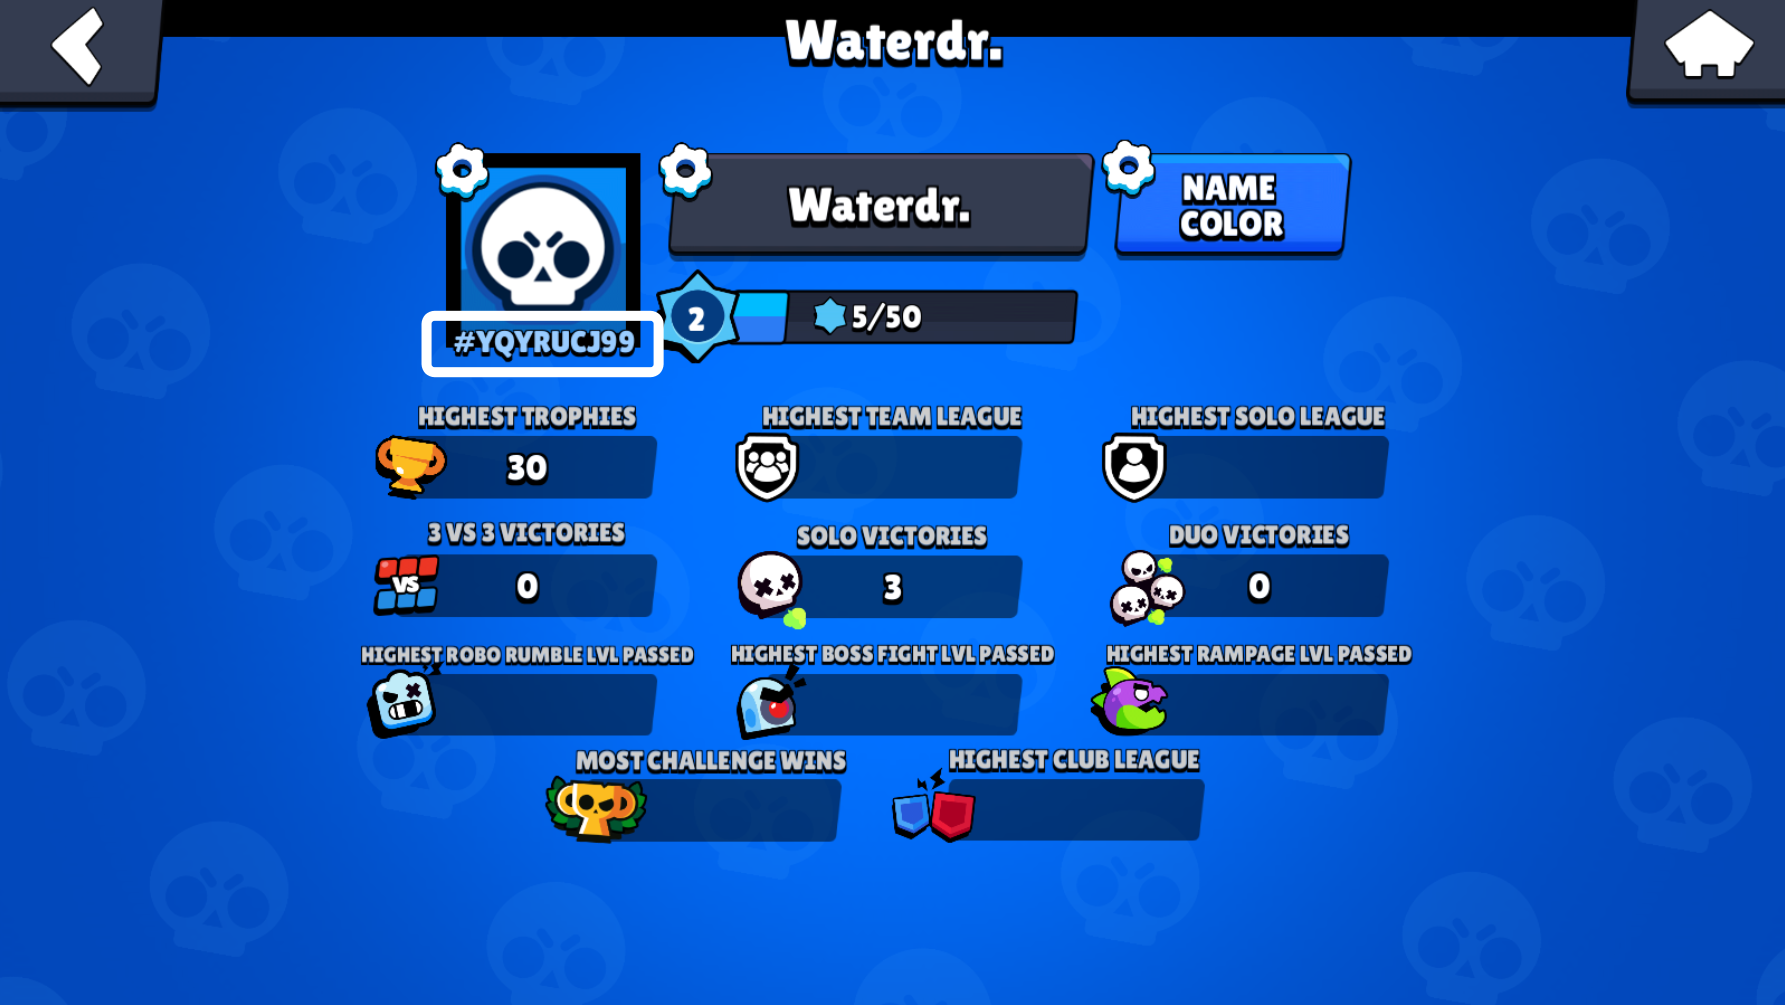 Waterdr.
Waterdr.
NAME
COLOR
#YQYRUCJ99
2
5/50
HIGHEST TROPHIES
HIGHEST TEAM LEAGUE
HIGHEST SOLO LEAGUE
30
3 VS 3 VICTORIES
SOLO VICTORIES
DUO VICTORIES
VS
0
3
0
HIGHEST ROBO RUMBLE LVL PASSED
HIGHEST BOSS FIGHT LVL PASSED
HIGHEST RAMPAGE LVL PASSED
MOST CHALLENGE WINS
HIGHEST CLUB LEAGUE